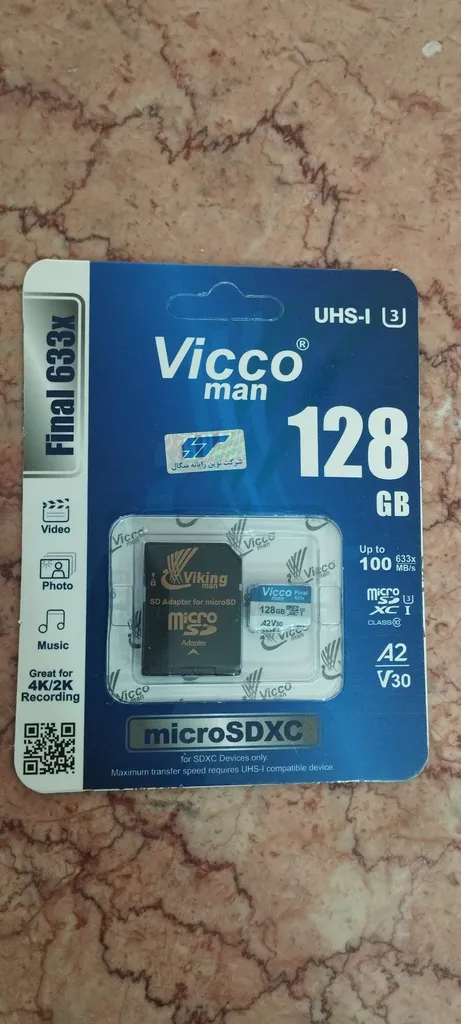 UHS-I 3
Final 633x
Vicco®
man
128
GB
شرکت نوین رایانه سگال
Video
Photo
Music
Great for
4K/2K
Recording
Up to
100 633x
MB/s
micro
SD
XC I 3
CLASS 10
A2
V30
Viking
man
SD Adapter for microSD
micro
SD
Adapter
Vicco Final
man 633x
128GB
A2 V30
Viking
man
microSDXC
for SDXC Devices only.
Maximum transfer speed requires UHS-I compatible device.